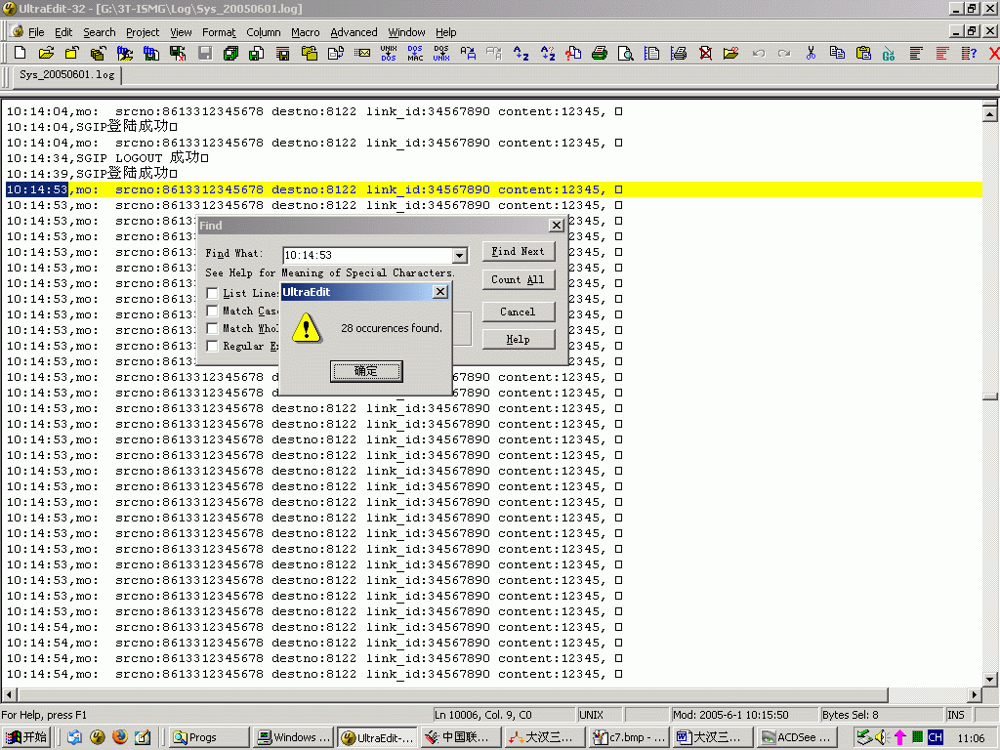 UltraEdit-32 - [G:\3T-ISMG\Log\Sys_20050601.log]
File Edit Search Project View Format Column Macro Advanced Window Help
Sys_20050601.log
10:14:04,mo:  srcno:8613312345678 destno:8122 link_id:34567890 content:12345, □
10:14:04,SGIP登陆成功□
10:14:04,mo:  srcno:8613312345678 destno:8122 link_id:34567890 content:12345, □
10:14:34,SGIP LOGOUT 成功□
10:14:39,SGIP登陆成功□
10:14:53,mo:  srcno:8613312345678 destno:8122 link_id:34567890 content:12345, □
10:14:53,mo:  srcno:8613312345678 destno:8122 link_id:34567890 content:12345, □
10:14:53,mo:  srcno:8613 2345, □
10:14:53,mo:  srcno:8613 2345, □
10:14:53,mo:  srcno:8613 2345, □
10:14:53,mo:  srcno:8613 2345, □
10:14:53,mo:  srcno:8613 2345, □
10:14:53,mo:  srcno:8613 2345, □
10:14:53,mo:  srcno:8613 2345, □
10:14:53,mo:  srcno:8613 2345, □
10:14:53,mo:  srcno:8613 2345, □
10:14:53,mo:  srcno:8613 2345, □
10:14:53,mo:  srcno:8613312345678 d 7890 content:12345, □
10:14:53,mo:  srcno:8613312345678 d 7890 content:12345, □
10:14:53,mo:  srcno:8613312345678 destno:8122 link_id:34567890 content:12345, □
10:14:53,mo:  srcno:8613312345678 destno:8122 link_id:34567890 content:12345, □
10:14:53,mo:  srcno:8613312345678 destno:8122 link_id:34567890 content:12345, □
10:14:53,mo:  srcno:8613312345678 destno:8122 link_id:34567890 content:12345, □
10:14:53,mo:  srcno:8613312345678 destno:8122 link_id:34567890 content:12345, □
10:14:53,mo:  srcno:8613312345678 destno:8122 link_id:34567890 content:12345, □
10:14:53,mo:  srcno:8613312345678 destno:8122 link_id:34567890 content:12345, □
10:14:53,mo:  srcno:8613312345678 destno:8122 link_id:34567890 content:12345, □
10:14:53,mo:  srcno:8613312345678 destno:8122 link_id:34567890 content:12345, □
10:14:53,mo:  srcno:8613312345678 destno:8122 link_id:34567890 content:12345, □
10:14:53,mo:  srcno:8613312345678 destno:8122 link_id:34567890 content:12345, □
10:14:53,mo:  srcno:8613312345678 destno:8122 link_id:34567890 content:12345, □
10:14:53,mo:  srcno:8613312345678 destno:8122 link_id:34567890 content:12345, □
10:14:53,mo:  srcno:8613312345678 destno:8122 link_id:34567890 content:12345, □
10:14:54,mo:  srcno:8613312345678 destno:8122 link_id:34567890 content:12345, □
10:14:54,mo:  srcno:8613312345678 destno:8122 link_id:34567890 content:12345, □
10:14:54,mo:  srcno:8613312345678 destno:8122 link_id:34567890 content:12345, □
10:14:54,mo:  srcno:8613312345678 destno:8122 link_id:34567890 content:12345, □
Find
Find What: 10:14:53 Find Next
See Help for Meaning of Special Characters.
Count All
List Line
Match Cas
Match Who
Regular Ex
Cancel
Help
UltraEdit
28 occurences found.
确定
For Help, press F1 Ln 10006, Col. 9, C0 UNIX Mod: 2005-6-1 10:15:50 Bytes Sel: 8 INS
开始 Progs Windows ... UltraEdit-... 中国联... 大汉三... c7.bmp - ... 大汉三... ACDSee ... CH 11:06